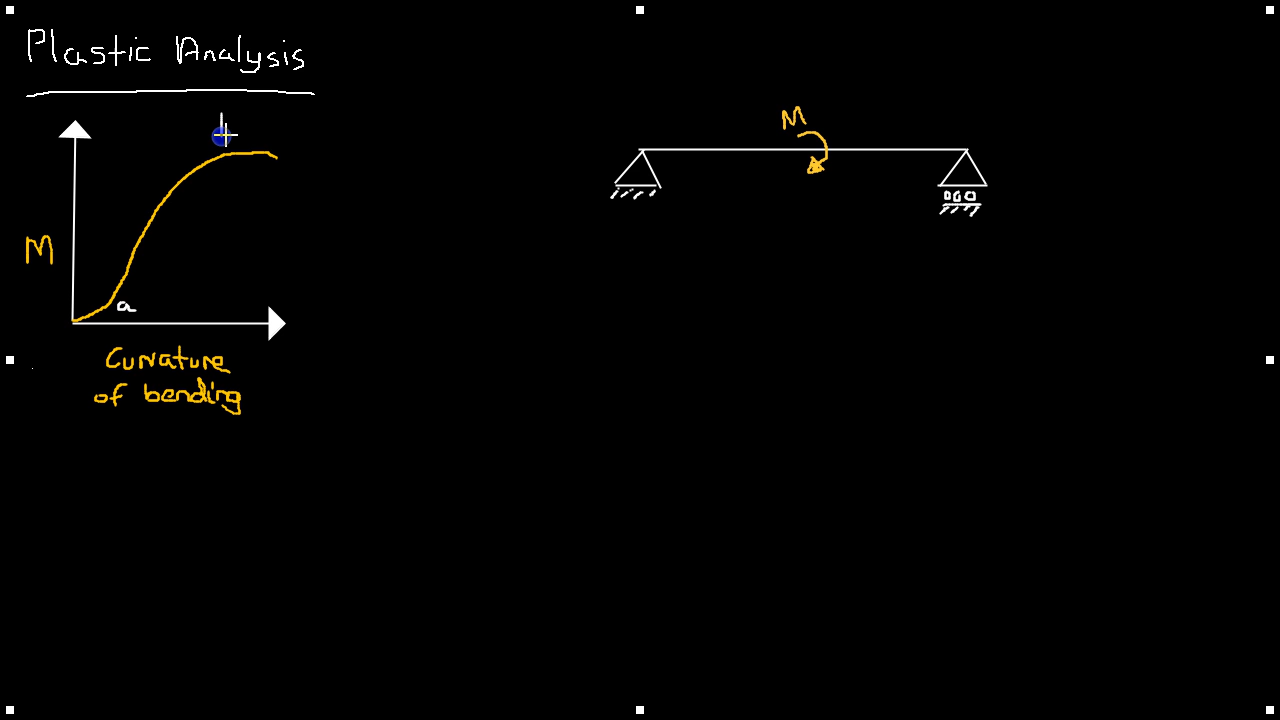 Plastic Analysis
M
M
a
Curvature
of bending